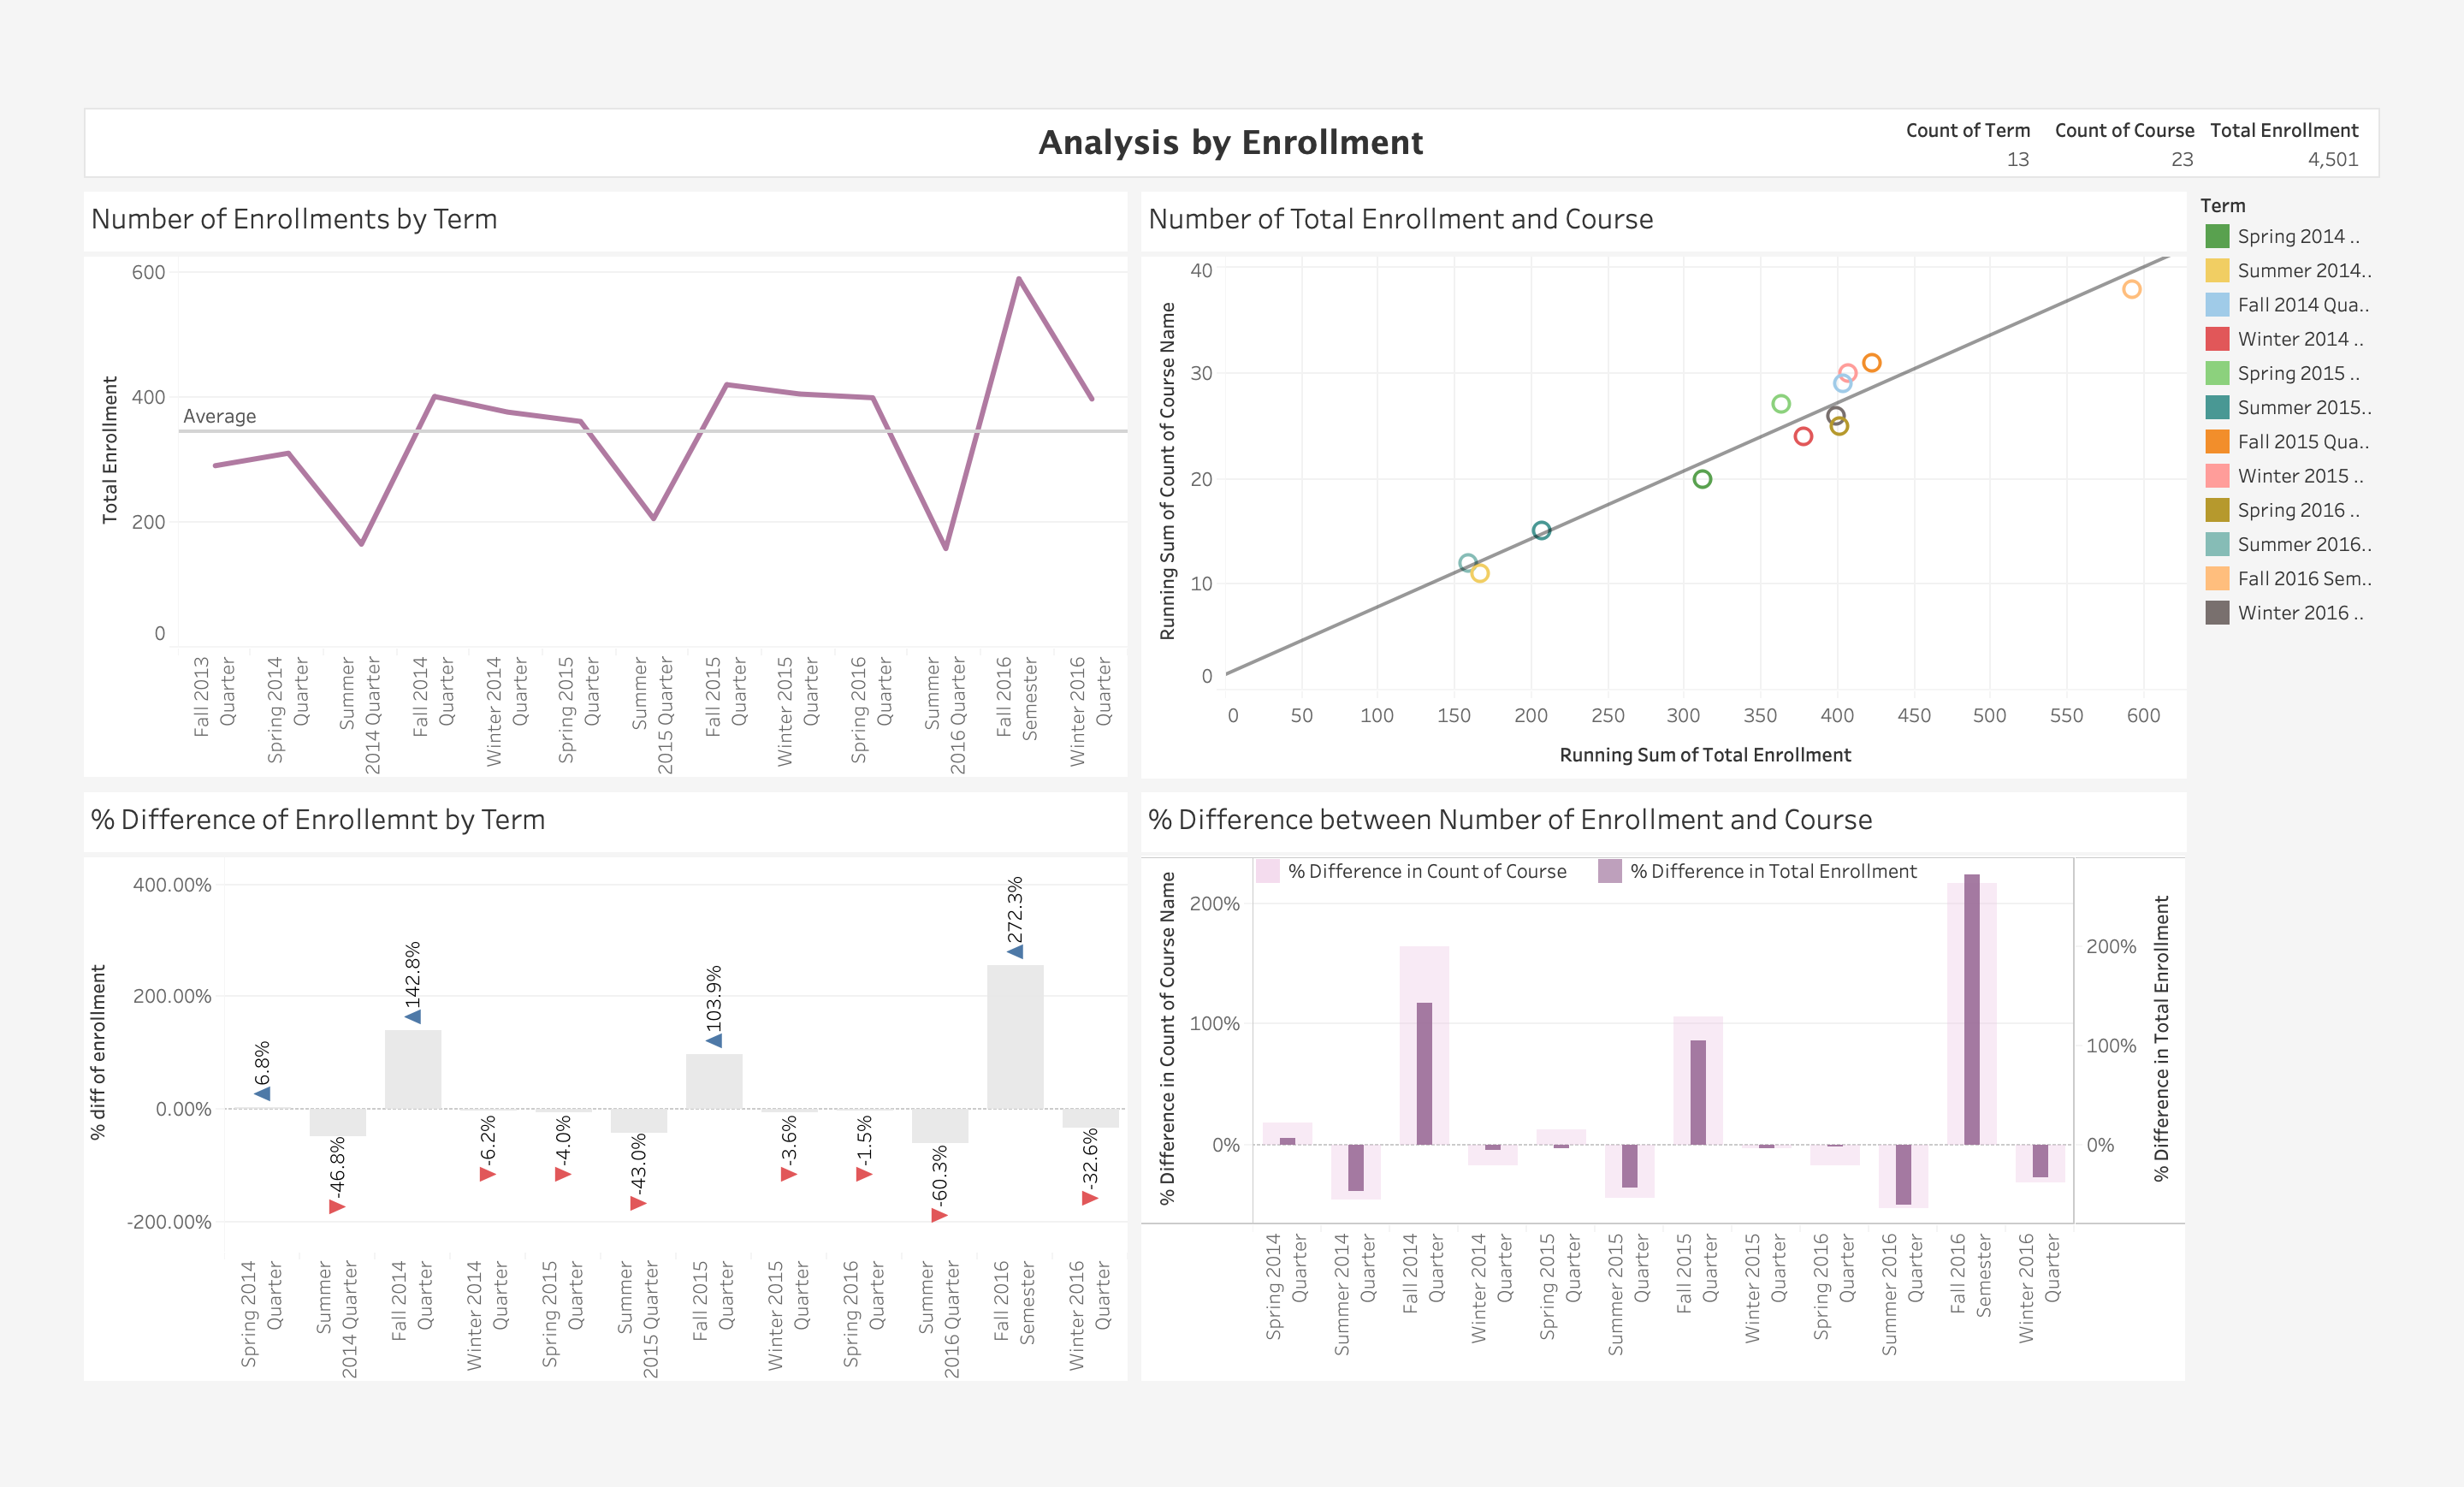 Analysis by Enrollment
Count of Term
Count of Course
Total Enrollment
13
23
4,501
Number of Enrollments by Term
Total Enrollment
600
400
200
0
Average
Fall 2013
Quarter
Spring 2014
Quarter
Summer
2014 Quarter
Fall 2014
Quarter
Winter 2014
Quarter
Spring 2015
Quarter
Summer
2015 Quarter
Fall 2015
Quarter
Winter 2015
Quarter
Spring 2016
Quarter
Summer
2016 Quarter
Fall 2016
Semester
Winter 2016
Quarter
Number of Total Enrollment and Course
Running Sum of Count of Course Name
40
30
20
10
0
0
50
100
150
200
250
300
350
400
450
500
550
600
Running Sum of Total Enrollment
Term
Spring 2014 ..
Summer 2014..
Fall 2014 Qua..
Winter 2014 ..
Spring 2015 ..
Summer 2015..
Fall 2015 Qua..
Winter 2015 ..
Spring 2016 ..
Summer 2016..
Fall 2016 Sem..
Winter 2016 ..
% Difference of Enrollemnt by Term
% diff of enrollment
400.00%
200.00%
0.00%
-200.00%
6.8%
-46.8%
142.8%
-6.2%
-4.0%
-43.0%
103.9%
-3.6%
-1.5%
-60.3%
272.3%
-32.6%
Spring 2014
Quarter
Summer
2014 Quarter
Fall 2014
Quarter
Winter 2014
Quarter
Spring 2015
Quarter
Summer
2015 Quarter
Fall 2015
Quarter
Winter 2015
Quarter
Spring 2016
Quarter
Summer
2016 Quarter
Fall 2016
Semester
Winter 2016
Quarter
% Difference between Number of Enrollment and Course
% Difference in Count of Course
% Difference in Total Enrollment
% Difference in Count of Course Name
200%
100%
0%
200%
100%
0%
% Difference in Total Enrollment
Spring 2014
Quarter
Summer 2014
Quarter
Fall 2014
Quarter
Winter 2014
Quarter
Spring 2015
Quarter
Summer 2015
Quarter
Fall 2015
Quarter
Winter 2015
Quarter
Spring 2016
Quarter
Summer 2016
Quarter
Fall 2016
Semester
Winter 2016
Quarter